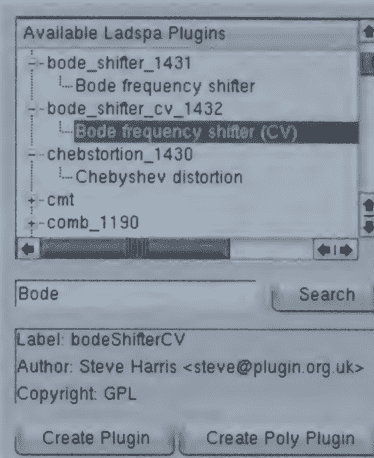 Available Ladspa Plugins
bode_shifter_1431
Bode frequency shifter
bode_shifter_cv_1432
Bode frequency shifter (CV)
chebstortion_1430
Chebyshev distortion
cmt
comb_1190
Bode
Search
Label: bodeShifterCV
Author: Steve Harris <steve@plugin.org.uk>
Copyright: GPL
Create Plugin
Create Poly Plugin